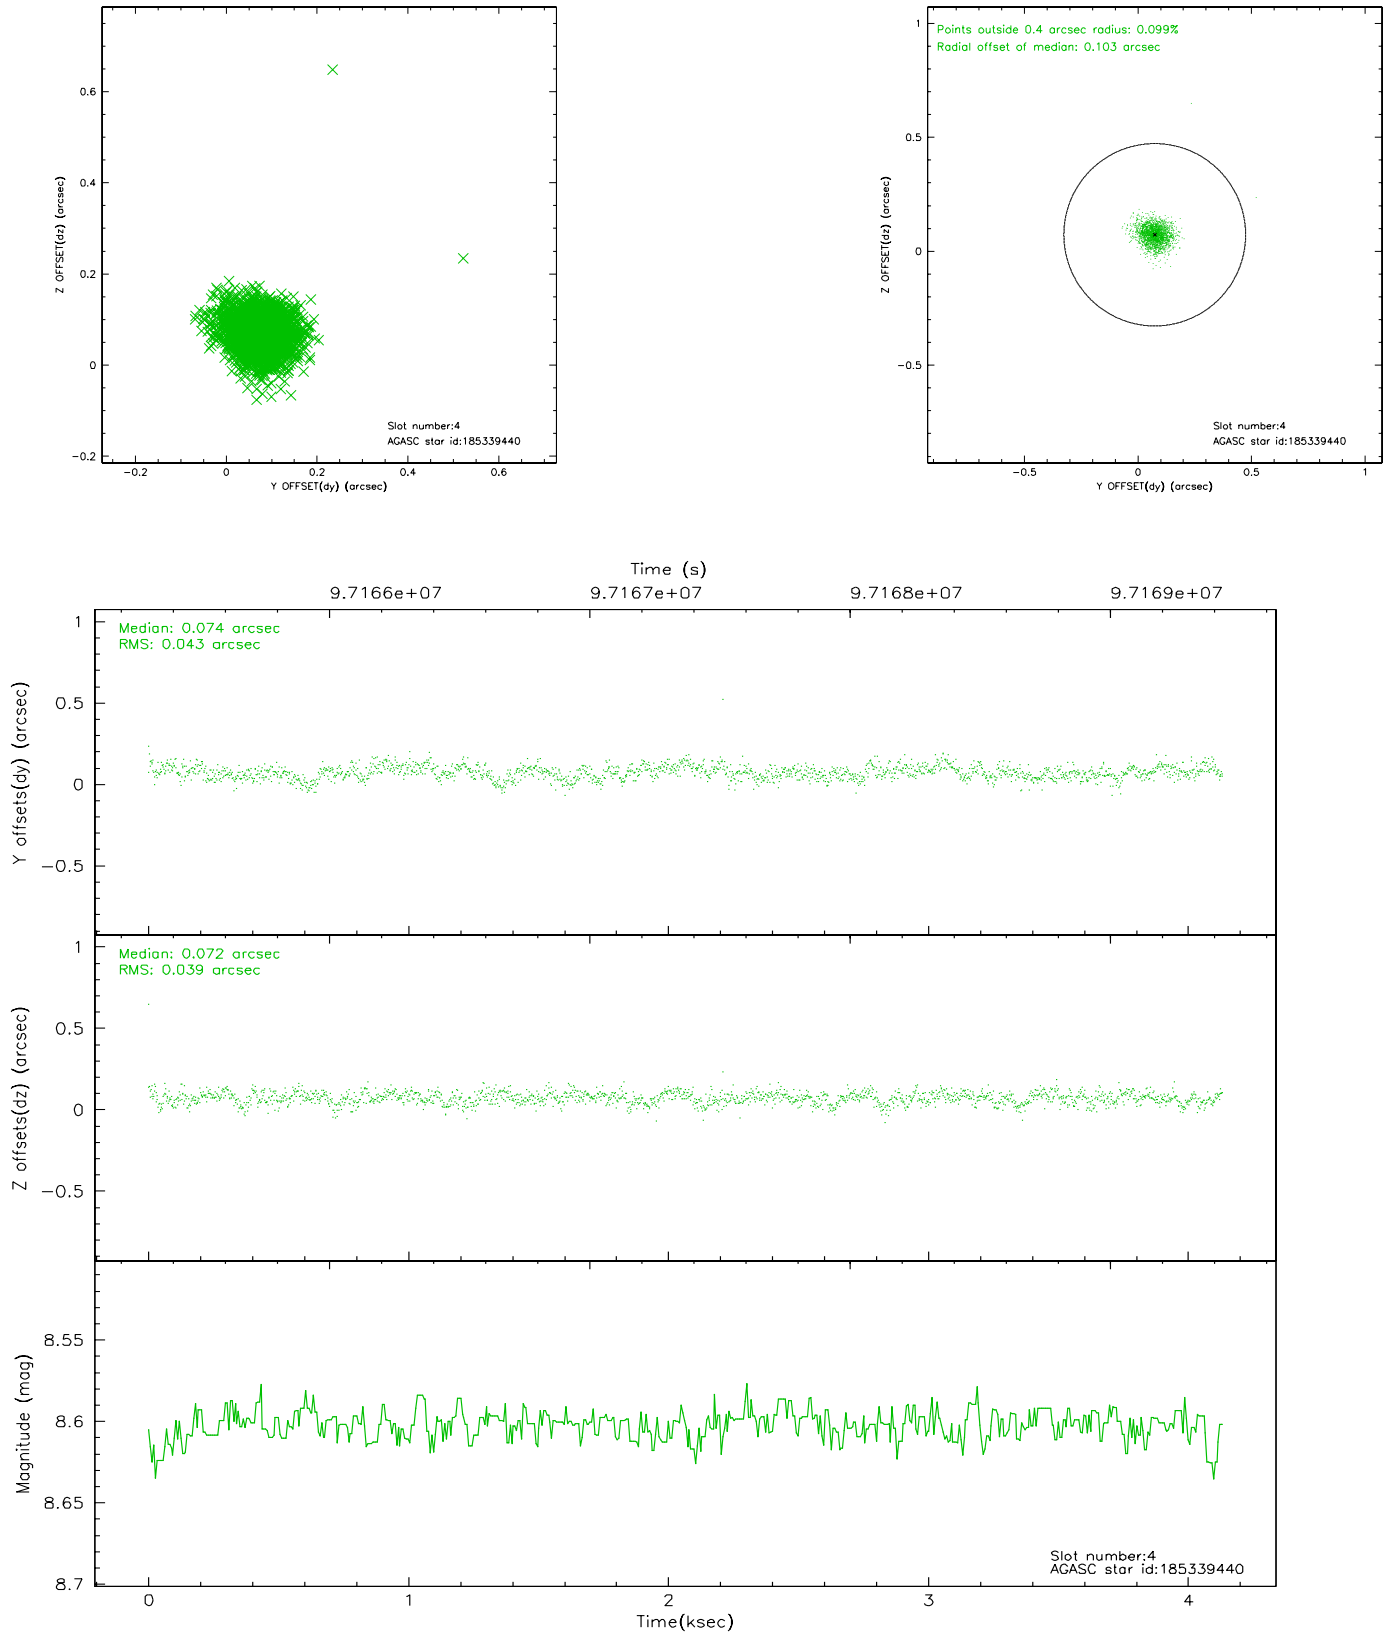 0.6
0.4
0.2
0
−0.2
Z OFFSET(dz) (arcsec)
Slot number:4
AGASC star id:185339440
−0.2 0 0.2 0.4 0.6
Y OFFSET(dy) (arcsec)
Points outside 0.4 arcsec radius: 0.099%
Radial offset of median: 0.103 arcsec
1
0.5
0
−0.5
Z OFFSET(dz) (arcsec)
Slot number:4
AGASC star id:185339440
−0.5 0 0.5 1
Y OFFSET(dy) (arcsec)
Time (s)
9.7166e+07 9.7167e+07 9.7168e+07 9.7169e+07
Median: 0.074 arcsec
RMS: 0.043 arcsec
1
0.5
0
−0.5
Y offsets(dy) (arcsec)
Median: 0.072 arcsec
RMS: 0.039 arcsec
1
0.5
0
−0.5
Z offsets(dz) (arcsec)
8.55
8.6
8.65
8.7
Magnitude (mag)
Slot number:4
AGASC star id:185339440
0 1 2 3 4
Time(ksec)